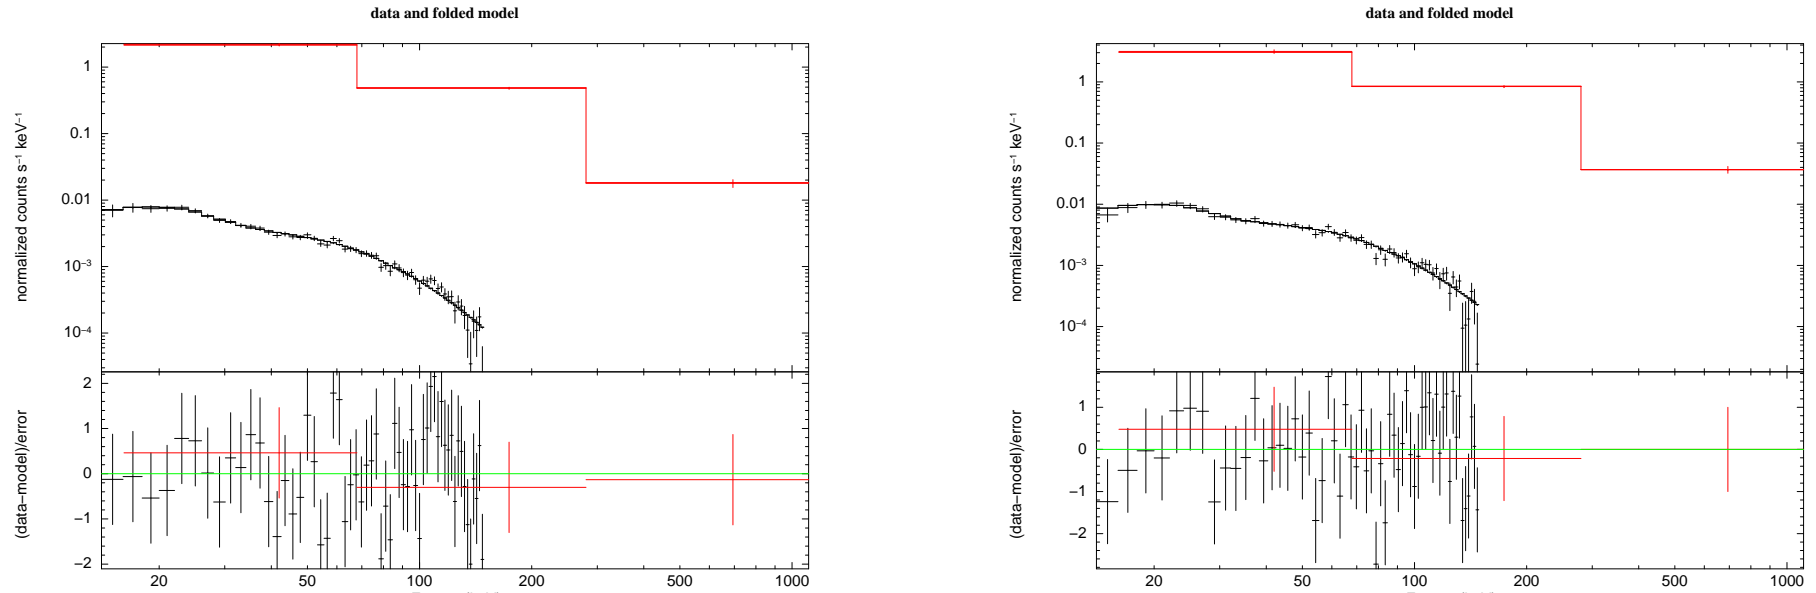 data and folded model
normalized counts s⁻¹ keV⁻¹
1
0.1
0.01
10⁻³
10⁻⁴
(data−model)/error
2
1
0
−1
−2
20 50 100 200 500 1000
data and folded model
normalized counts s⁻¹ keV⁻¹
1
0.1
0.01
10⁻³
10⁻⁴
(data−model)/error
1
0
−1
−2
20 50 100 200 500 1000